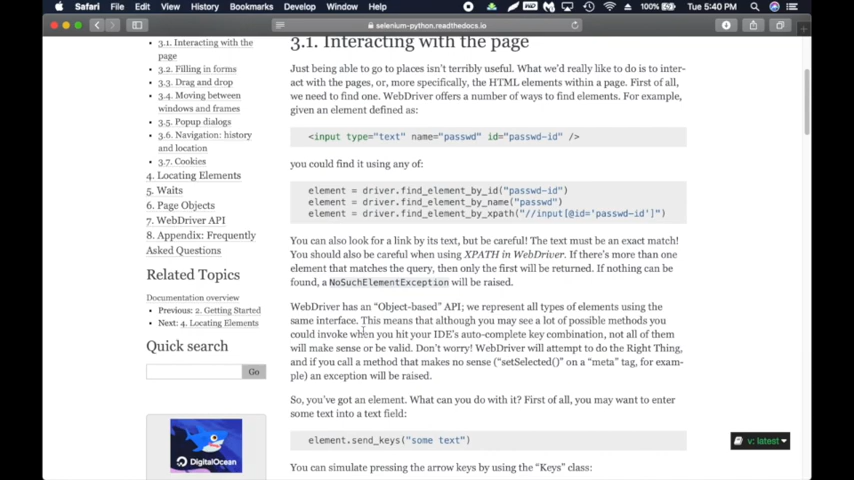 Safari File Edit View History Bookmarks Develop Window Help 100% Tue 5:40 PM
selenium-python.readthedocs.io
3.1. Interacting with the page
3.2. Filling in forms
3.3. Drag and drop
3.4. Moving between
windows and frames
3.5. Popup dialogs
3.6. Navigation: history
and location
3.7. Cookies
4. Locating Elements
5. Waits
6. Page Objects
7. WebDriver API
8. Appendix: Frequently
Asked Questions
Related Topics
Documentation overview
Previous: 2. Getting Started
Next: 4. Locating Elements
Quick search
Go
DigitalOcean
3.1. Interacting with the page
Just being able to go to places isn't terribly useful. What we'd really like to do is to inter-
act with the pages, or, more specifically, the HTML elements within a page. First of all,
we need to find one. WebDriver offers a number of ways to find elements. For example,
given an element defined as:
<input type="text" name="passwd" id="passwd-id" />
you could find it using any of:
element = driver.find_element_by_id("passwd-id")
element = driver.find_element_by_name("passwd")
element = driver.find_element_by_xpath("//input[@id='passwd-id']")
You can also look for a link by its text, but be careful! The text must be an exact match!
You should also be careful when using XPATH in WebDriver. If there's more than one
element that matches the query, then only the first will be returned. If nothing can be
found, a NoSuchElementException will be raised.
WebDriver has an “Object-based” API; we represent all types of elements using the
same interface. This means that although you may see a lot of possible methods you
could invoke when you hit your IDE's auto-complete key combination, not all of them
will make sense or be valid. Don't worry! WebDriver will attempt to do the Right Thing,
and if you call a method that makes no sense (“setSelected()” on a “meta” tag, for exam-
ple) an exception will be raised.
So, you've got an element. What can you do with it? First of all, you may want to enter
some text into a text field:
element.send_keys("some text")
You can simulate pressing the arrow keys by using the “Keys” class:
v: latest